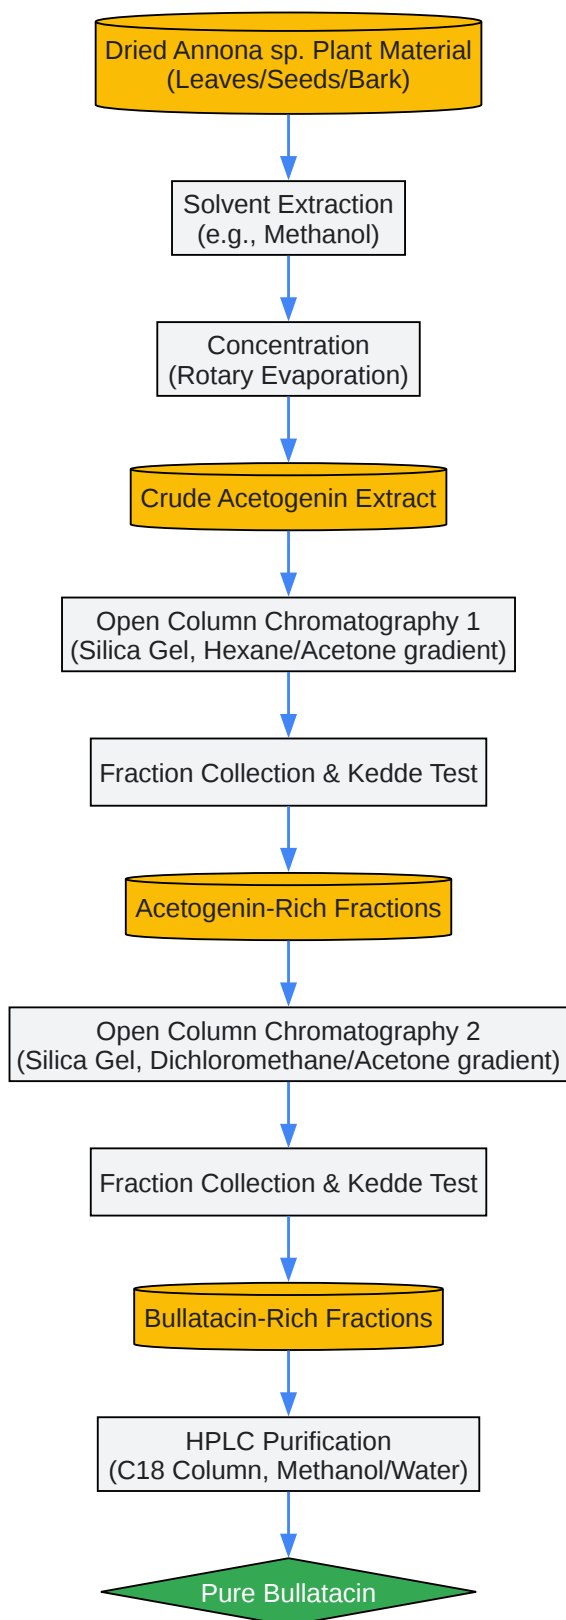 Dried Annona sp. Plant Material
(Leaves/Seeds/Bark)
Solvent Extraction
(e.g., Methanol)
Concentration
(Rotary Evaporation)
Crude Acetogenin Extract
Open Column Chromatography 1
(Silica Gel, Hexane/Acetone gradient)
Fraction Collection & Kedde Test
Acetogenin-Rich Fractions
Open Column Chromatography 2
(Silica Gel, Dichloromethane/Acetone gradient)
Fraction Collection & Kedde Test
Bullatacin-Rich Fractions
HPLC Purification
(C18 Column, Methanol/Water)
Pure Bullatacin